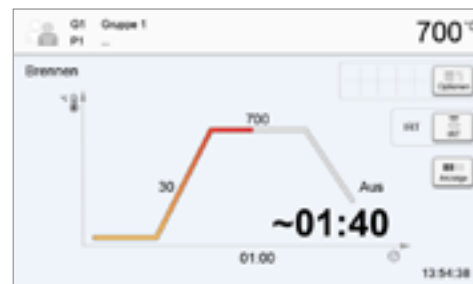 G1 Gruppe 1
P1 --
700 °C
Brennen
Optionen
700
IRT
30
Anzeige
Aus
~01:40
01:00
13:54:38